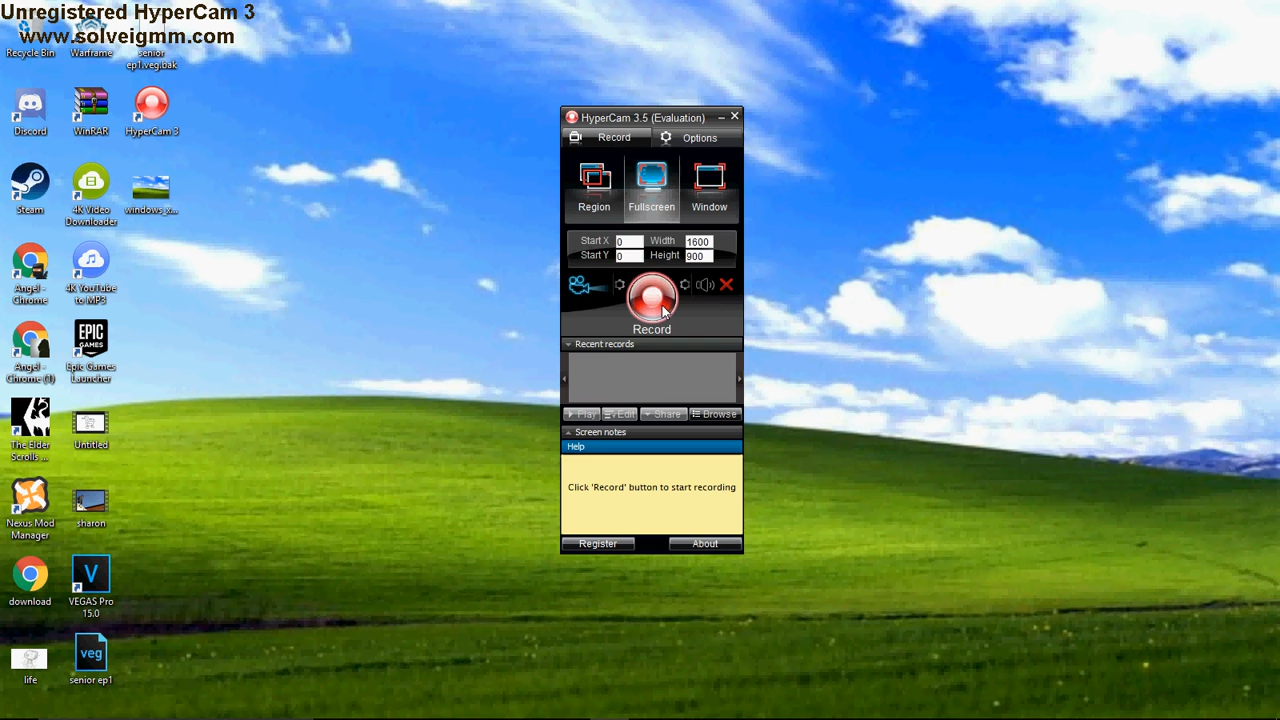 Unregistered HyperCam 3
www.solveigmm.com
Recycle Bin
Warframe
senior
ep1.veg.bak
Discord
WinRAR
HyperCam 3
Steam
4K Video
Downloader
windows_x...
Angel -
Chrome
4K YouTube
to MP3
Angel -
Chrome (1)
EPIC
GAMES
Epic Games
Launcher
The Elder
Scrolls ...
Untitled
Nexus Mod
Manager
sharon
download
V
VEGAS Pro
15.0
life
veg
senior ep1
HyperCam 3.5 (Evaluation)
Record
Options
Region
Fullscreen
Window
Start X 0 Width 1600
Start Y 0 Height 900
Record
Recent records
Play Edit Share Browse
Screen notes
Help
Click 'Record' button to start recording
Register
About